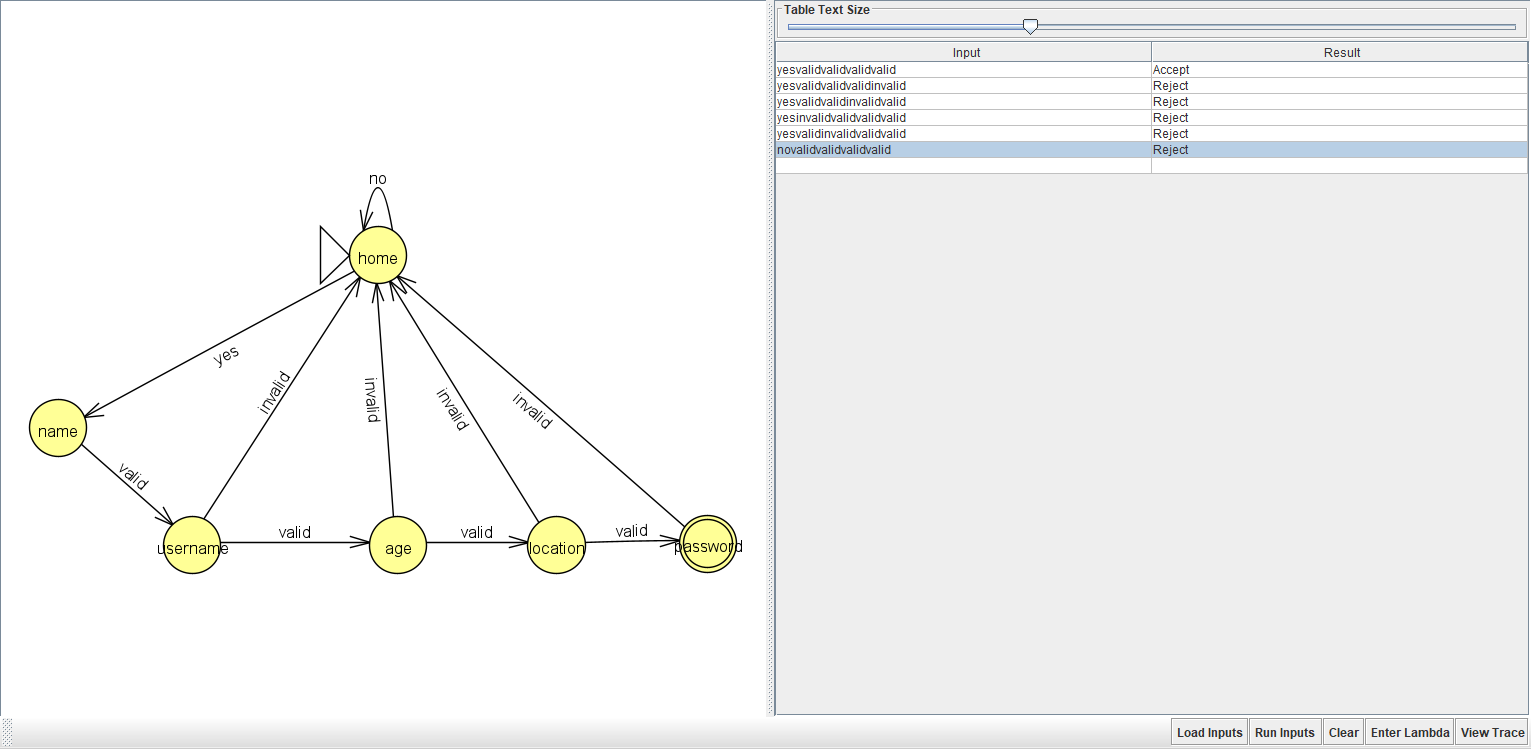 no
home
yes
invalid
invalid
invalid
invalid
name
valid
username
valid
age
valid
location
valid
password
Table Text Size
Input Result
yesvalidvalidvalidvalid Accept
yesvalidvalidvalidinvalid Reject
yesvalidvalidinvalidvalid Reject
yesinvalidvalidvalidvalid Reject
yesvalidinvalidvalidvalid Reject
novalidvalidvalidvalid Reject
Load Inputs Run Inputs Clear Enter Lambda View Trace